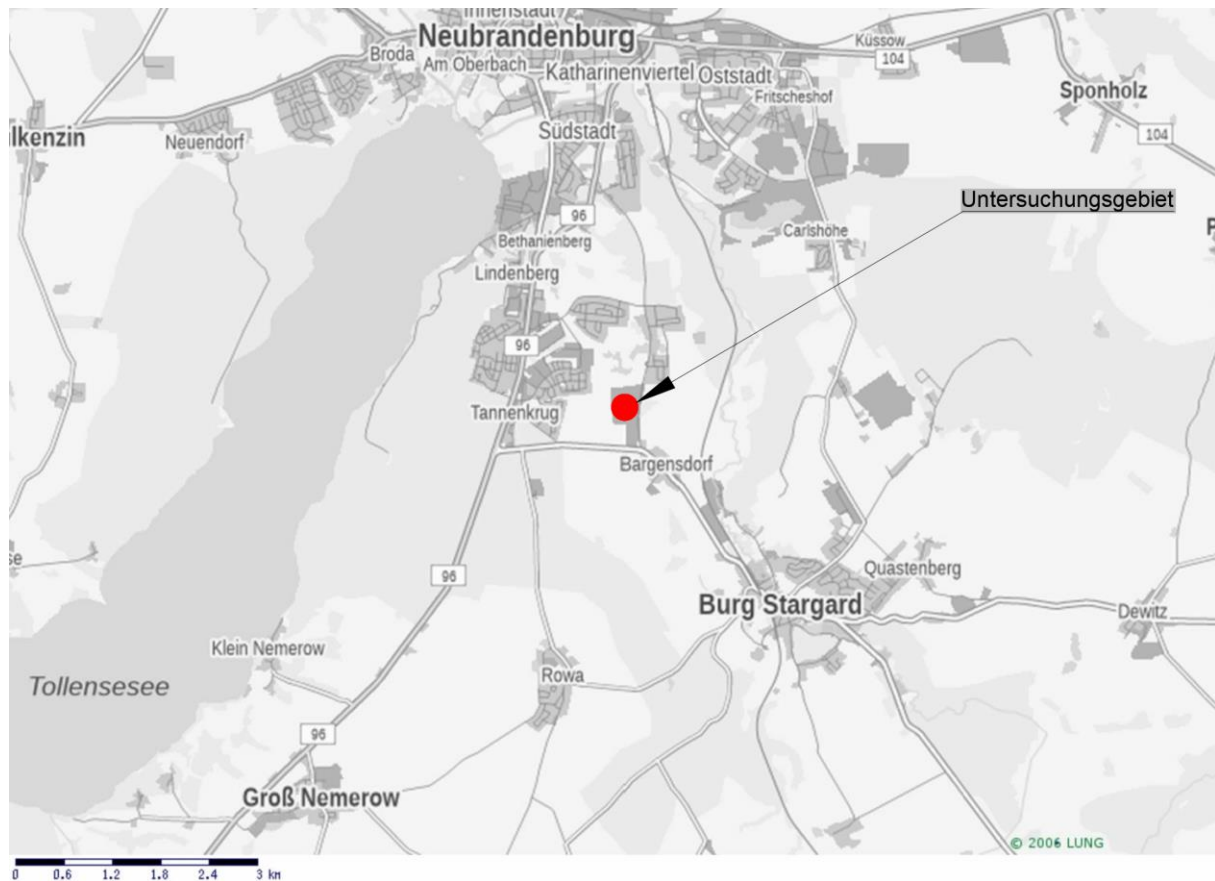 Innenstadt
Neubrandenburg
Küssow
104
Broda
Am Oberbach
Katharinenviertel
Oststadt
Fritscheshof
Sponholz
104
lkenzin
Neuendorf
Südstadt
Untersuchungsgebiet
96
Carlshöhe
P
Bethanienberg
Lindenberg
96
Tannenkrug
Bargensdorf
se
96
Quastenberg
Burg Stargard
Dewitz
Klein Nemerow
Rowa
Tollensesee
96
Groß Nemerow
© 2006 LUNG
0 0.6 1.2 1.8 2.4 3 km